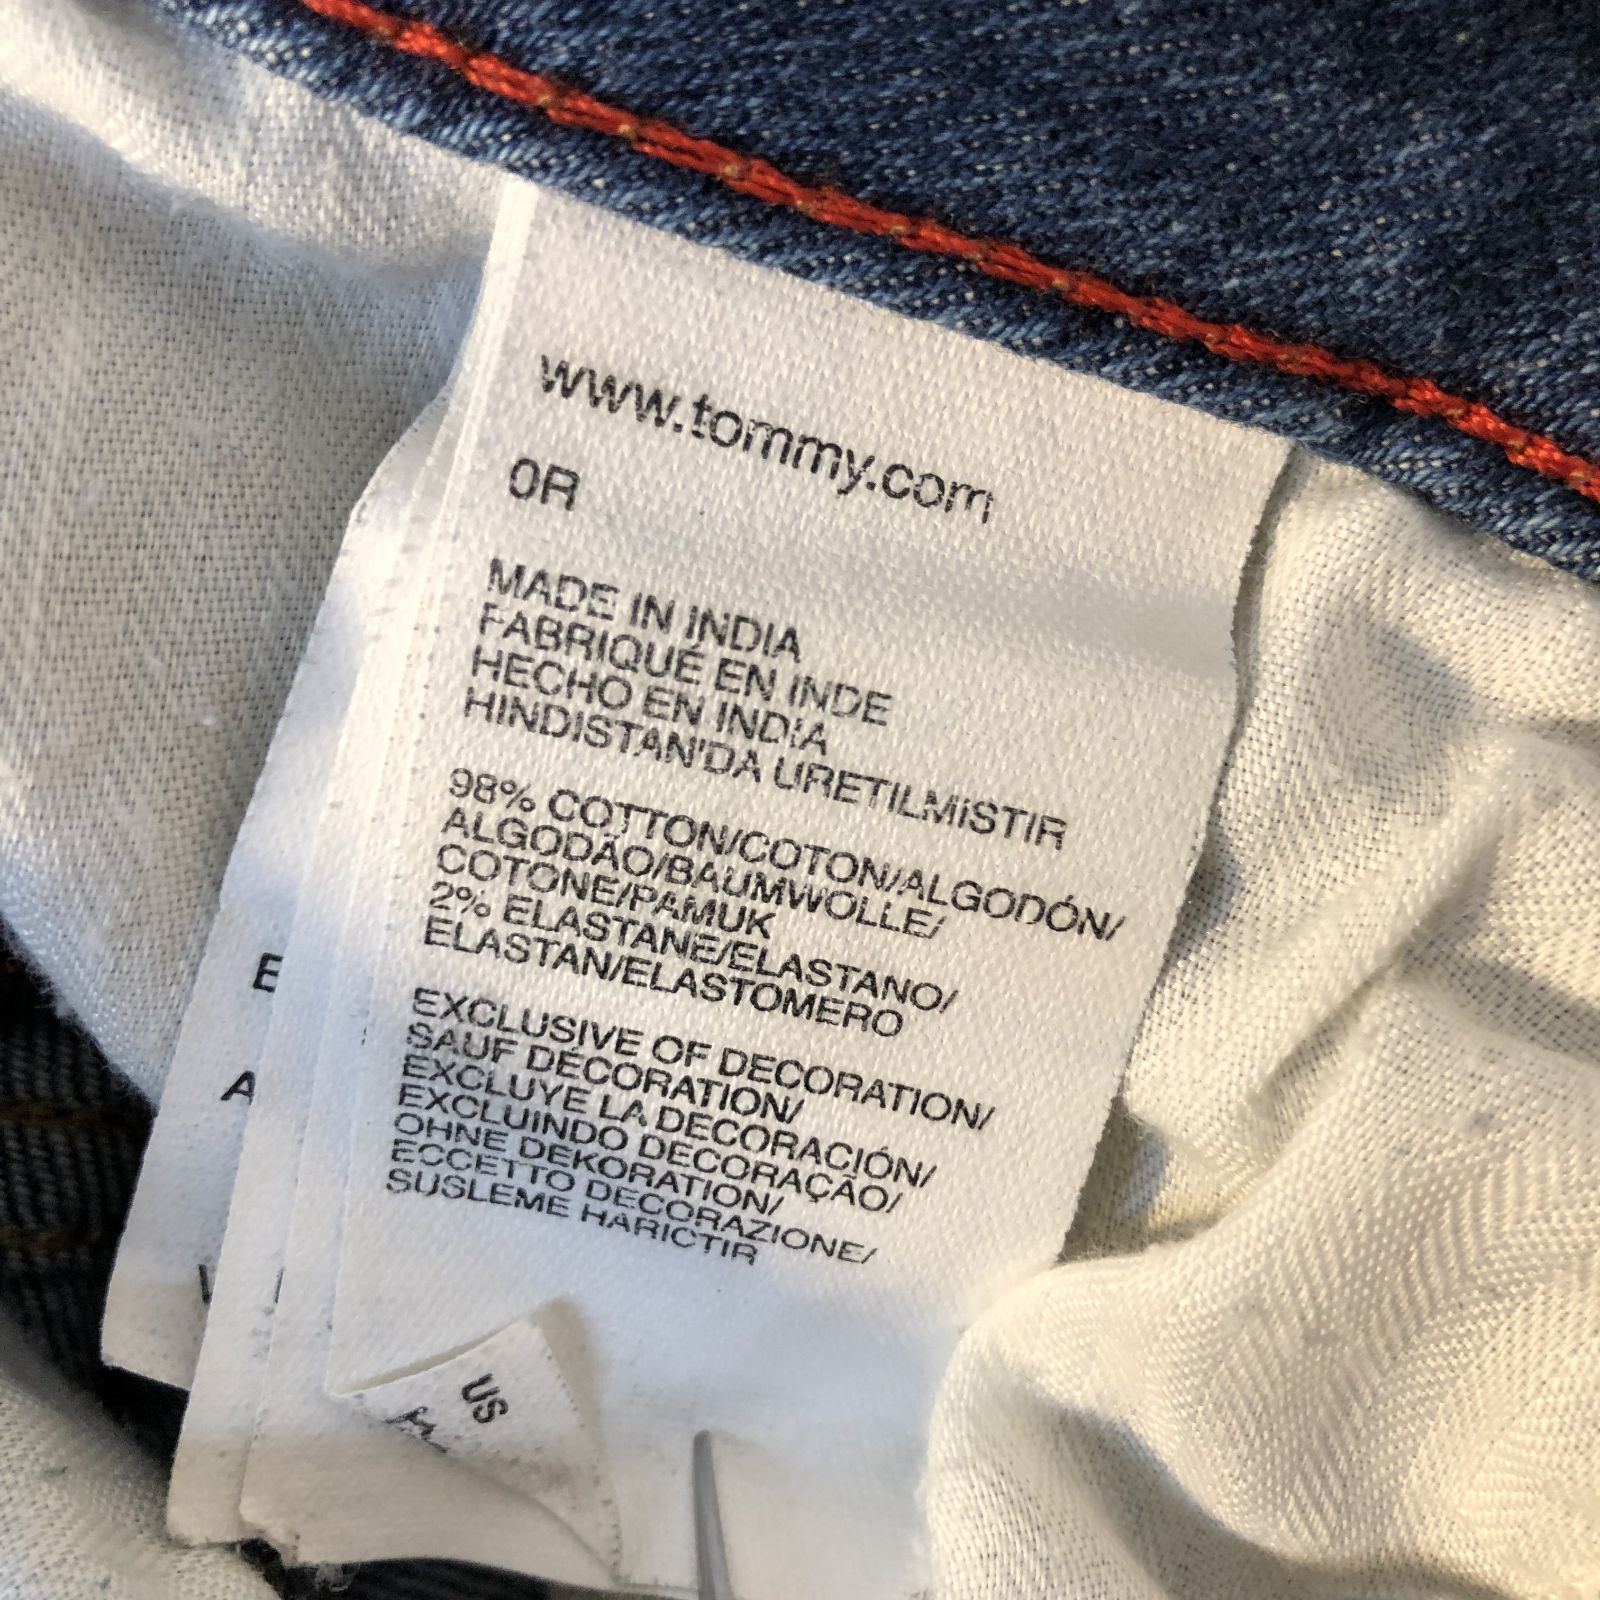 www.tommy.com
0R
MADE IN INDIA
FABRIQUÉ EN INDE
HECHO EN INDIA
HINDISTAN'DA URETILMiSTIR
98% COTTON/COTON/ALGODÓN/
ALGODÃO/BAUMWOLLE/
COTONE/PAMUK
2% ELASTANE/ELASTANO/
ELASTAN/ELASTOMERO
EXCLUSIVE OF DECORATION/
SAUF DÉCORATION/
EXCLUYE LA DECORACIÓN/
EXCLUINDO DECORAÇÃO/
OHNE DEKORATION/
ECCETTO DECORAZIONE/
SUSLEME HARICTIR
E
A
US